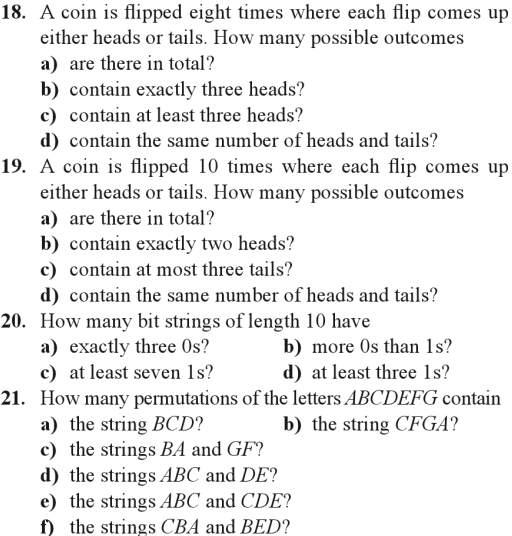 18. A coin is flipped eight times where each flip comes up
either heads or tails. How many possible outcomes
a) are there in total?
b) contain exactly three heads?
c) contain at least three heads?
d) contain the same number of heads and tails?
19. A coin is flipped 10 times where each flip comes up
either heads or tails. How many possible outcomes
a) are there in total?
b) contain exactly two heads?
c) contain at most three tails?
d) contain the same number of heads and tails?
20. How many bit strings of length 10 have
a) exactly three 0s? b) more 0s than 1s?
c) at least seven 1s? d) at least three 1s?
21. How many permutations of the letters ABCDEFG contain
a) the string BCD? b) the string CFGA?
c) the strings BA and GF?
d) the strings ABC and DE?
e) the strings ABC and CDE?
f) the strings CBA and BED?